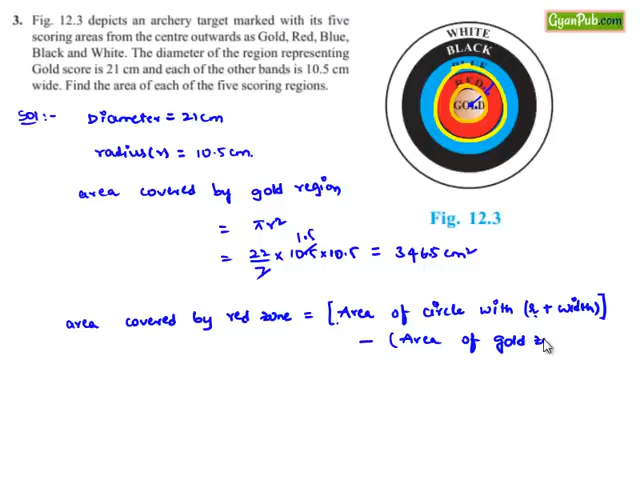 GyanPub.com
3. Fig. 12.3 depicts an archery target marked with its five
scoring areas from the centre outwards as Gold, Red, Blue,
Black and White. The diameter of the region representing
Gold score is 21 cm and each of the other bands is 10.5 cm
wide. Find the area of each of the five scoring regions.
WHITE
BLACK
BLUE
RED
GOLD
Fig. 12.3
Sol :- Diameter = 21 cm
radius(r) = 10.5 cm.
area covered by gold region
= πr²
1.5
= 22/7 × 10.5 × 10.5 = 346.5 cm²
area covered by red zone = [Area of circle with (r + width)]
- (Area of gold z